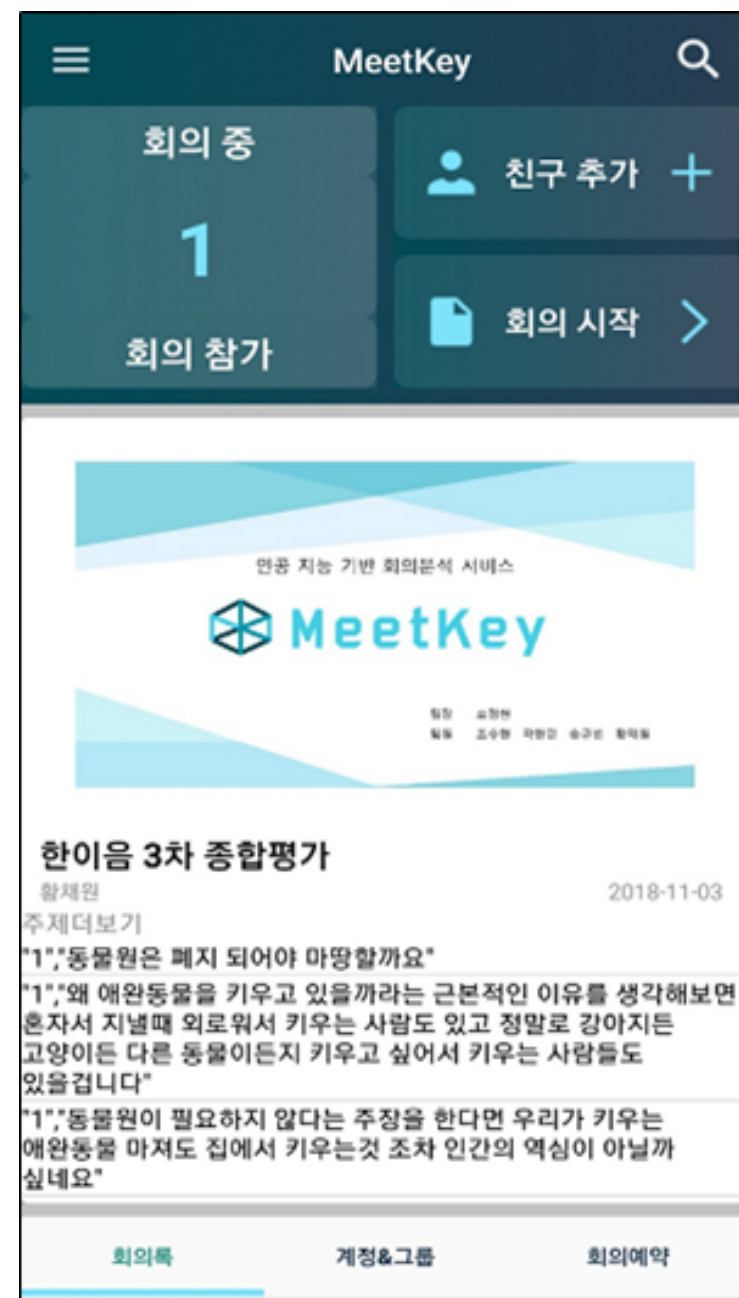 MeetKey
회의 중
1
회의 참가
친구 추가
회의 시작
인공 지능 기반 회의분석 서비스
MeetKey
팀장
팀원
한이음 3차 종합평가
황채원
2018-11-03
주제더보기
"1","동물원은 폐지 되어야 마땅할까요"
"1","왜 애완동물을 키우고 있을까라는 근본적인 이유를 생각해보면
혼자서 지낼때 외로워서 키우는 사람도 있고 정말로 강아지든
고양이든 다른 동물이든지 키우고 싶어서 키우는 사람들도
있을겁니다"
"1","동물원이 필요하지 않다는 주장을 한다면 우리가 키우는
애완동물 마져도 집에서 키우는것 조차 인간의 역심이 아닐까
싶네요"
회의록
계정&그룹
회의예약